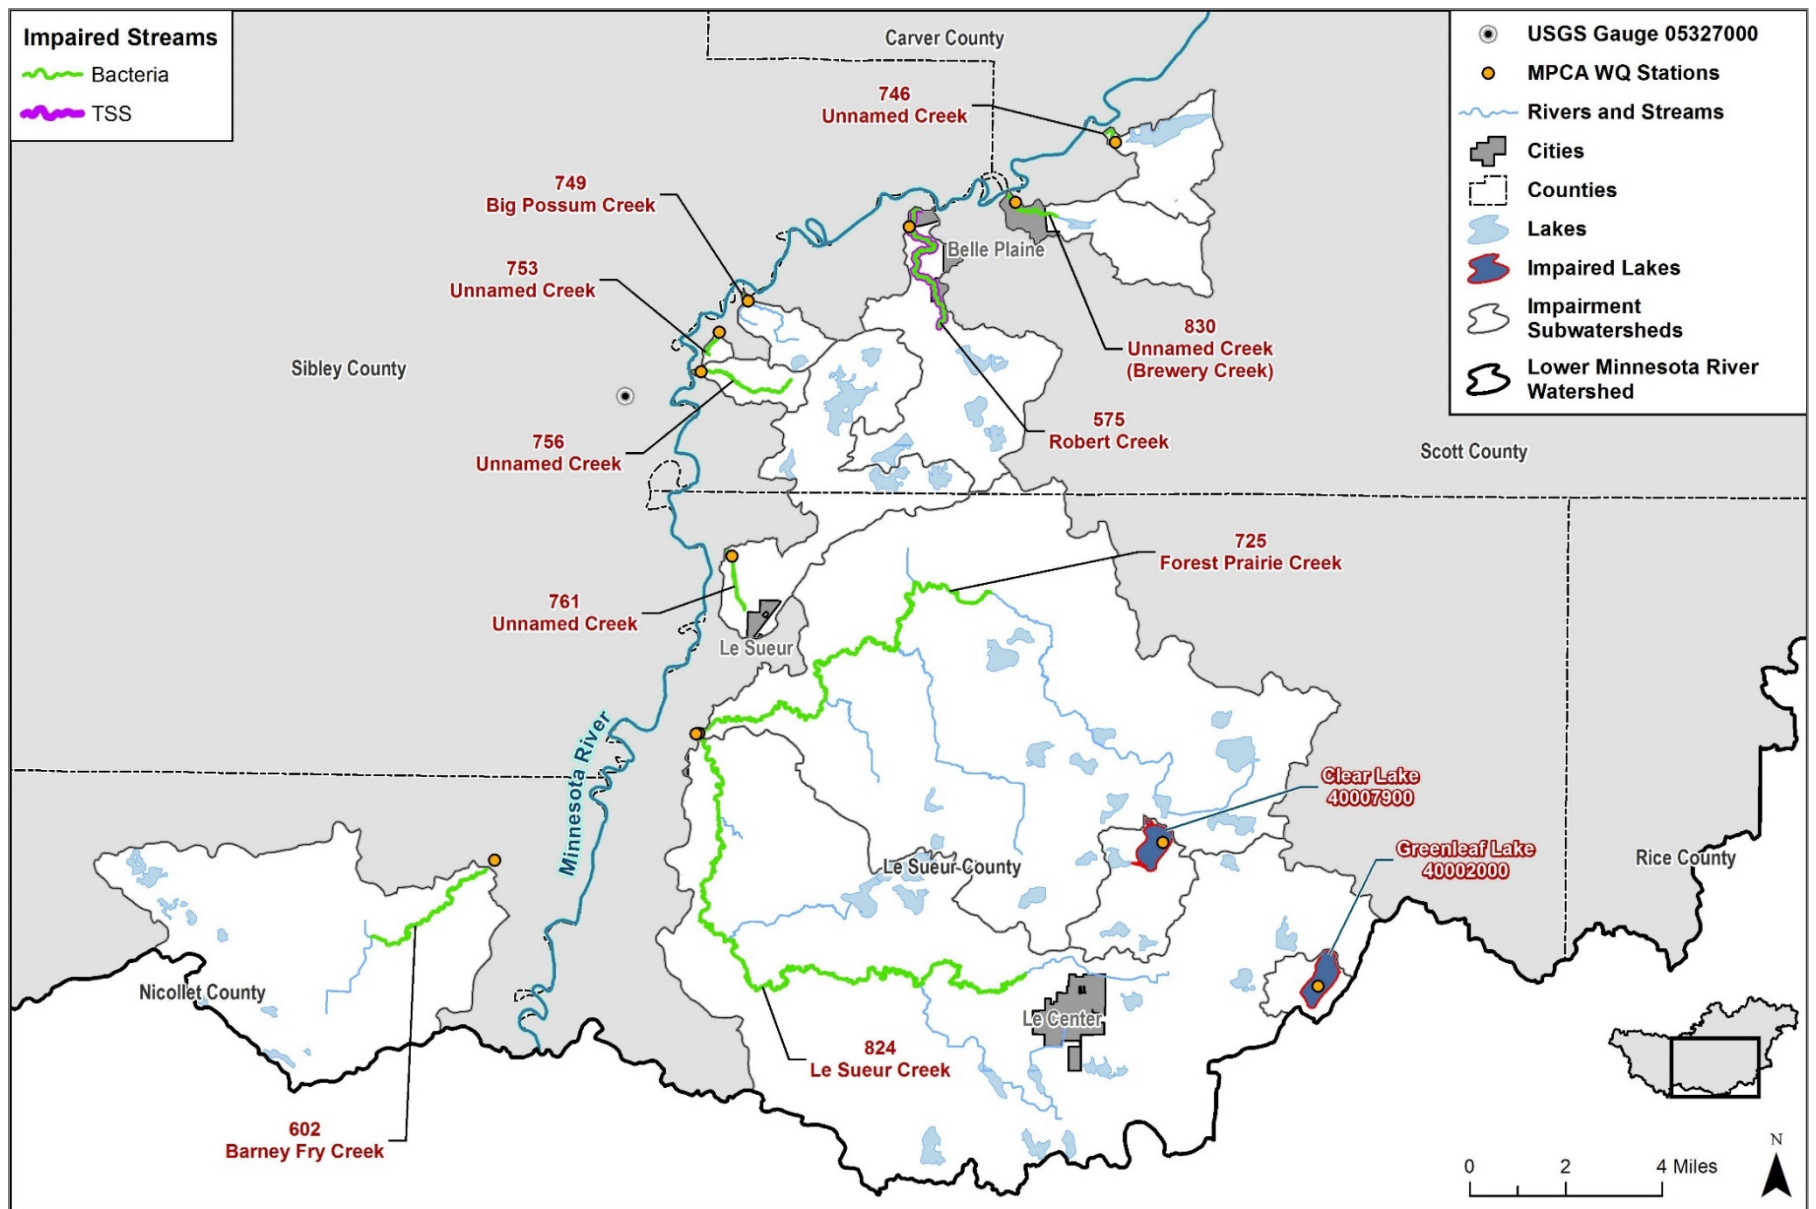 Impaired Streams
Bacteria
TSS
USGS Gauge 05327000
MPCA WQ Stations
Rivers and Streams
Cities
Counties
Lakes
Impaired Lakes
Impairment
Subwatersheds
Lower Minnesota River
Watershed
Carver County
746
Unnamed Creek
749
Big Possum Creek
753
Unnamed Creek
Belle Plaine
830
Unnamed Creek
(Brewery Creek)
Sibley County
575
Robert Creek
756
Unnamed Creek
Scott County
725
Forest Prairie Creek
761
Unnamed Creek
Le Sueur
Minnesota River
Clear Lake
40007900
Greenleaf Lake
40002000
Le Sueur County
Rice County
Nicollet County
Le Center
824
Le Sueur Creek
602
Barney Fry Creek
N
0 2 4 Miles